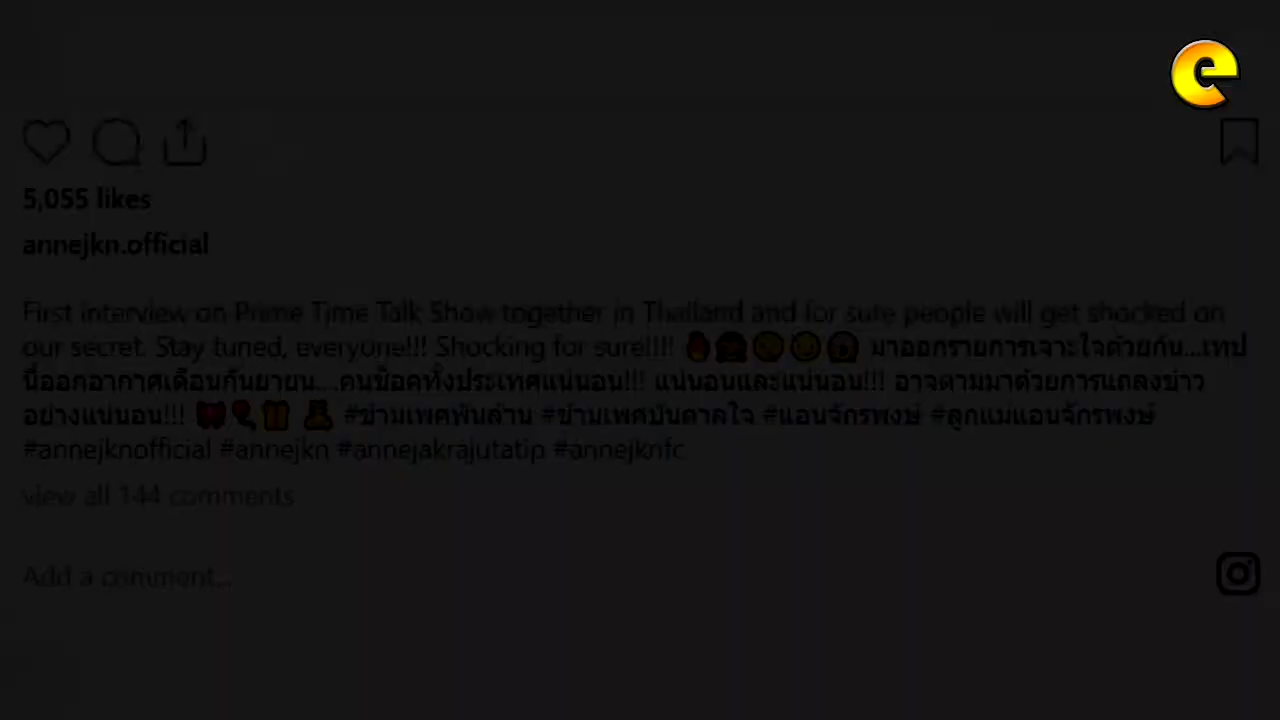 5,055 likes
annejkn.official
First interview on Prime Time Talk Show together in Thailand and for sure people will get shocked on
our secret. Stay tuned, everyone!!! Shocking for sure!!!! 😉😱 มาออกรายการเจาะใจด้วยกัน...เทป
นี้ออกอากาศเดือนกันยายน....คนช็อคทั้งประเทศแน่นอน!!! แน่นอนและแน่นอน!!! อาจตามมาด้วยการแถลงข่าว
อย่างแน่นอน!!! 🎁🧸 #ข้ามเพศพันล้าน #ข้ามเพศบันดาลใจ #แอนจักรพงษ์ #ลูกแม่แอนจักรพงษ์
#annejknofficial #annejkn #annejakrajutatip #annejknfc
view all 144 comments
Add a comment...